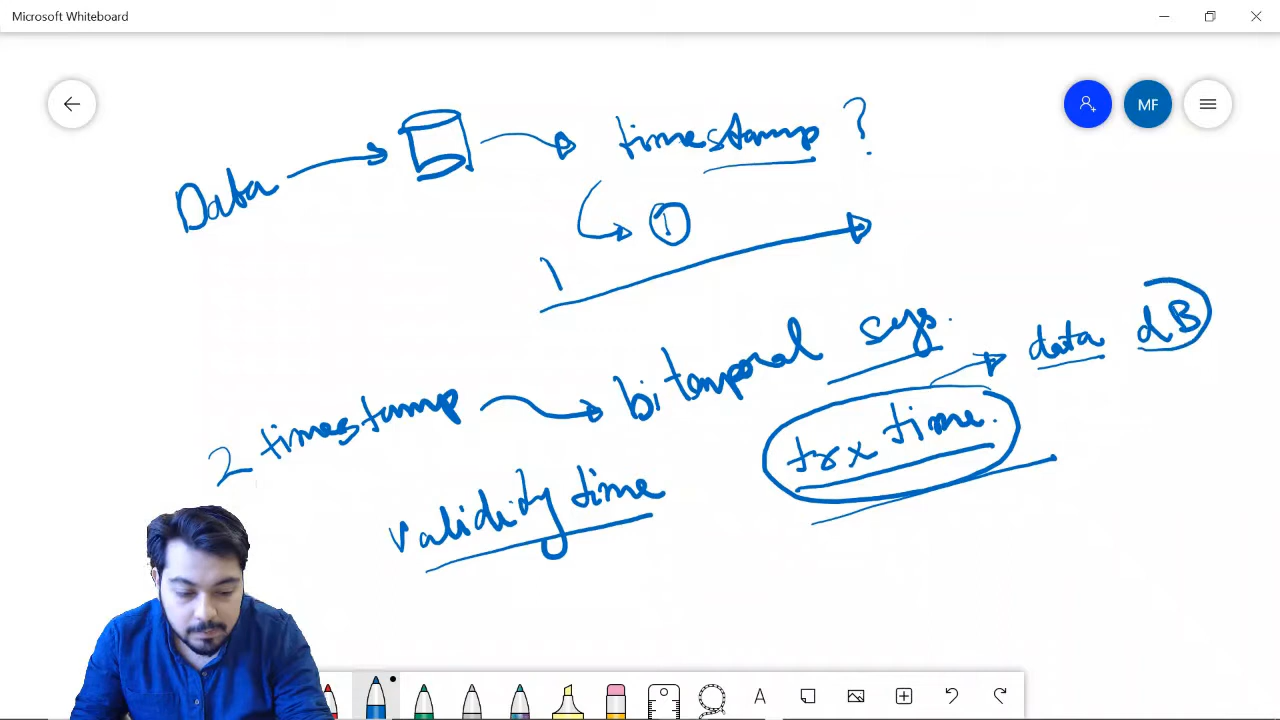 Microsoft Whiteboard
MF
Data
timestamp ?
1
1
2 timestamp
bitemporal sys.
data dB
validity time
trx time.
A